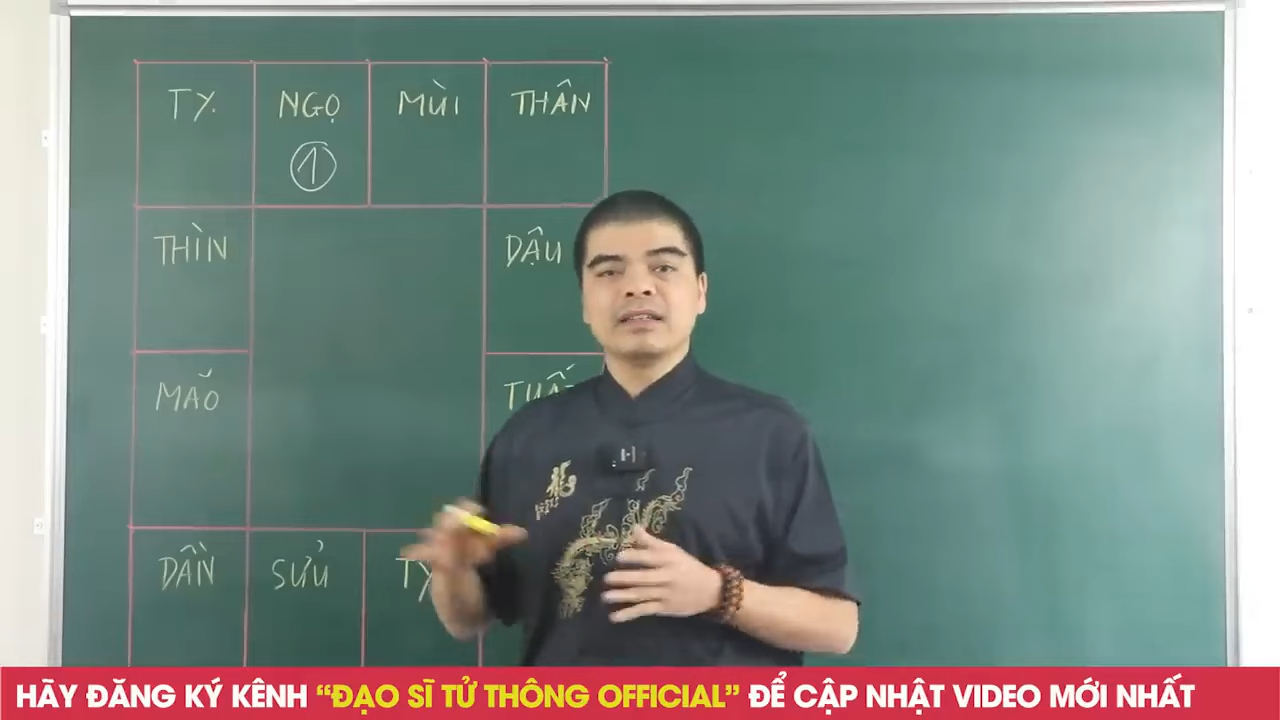 TY. NGỌ MÙI THÂN
①
THÌN DẬU
MÃO
DẦN SỬU
HÃY ĐĂNG KÝ KÊNH “ĐẠO SĨ TỬ THÔNG OFFICIAL” ĐỂ CẬP NHẬT VIDEO MỚI NHẤT